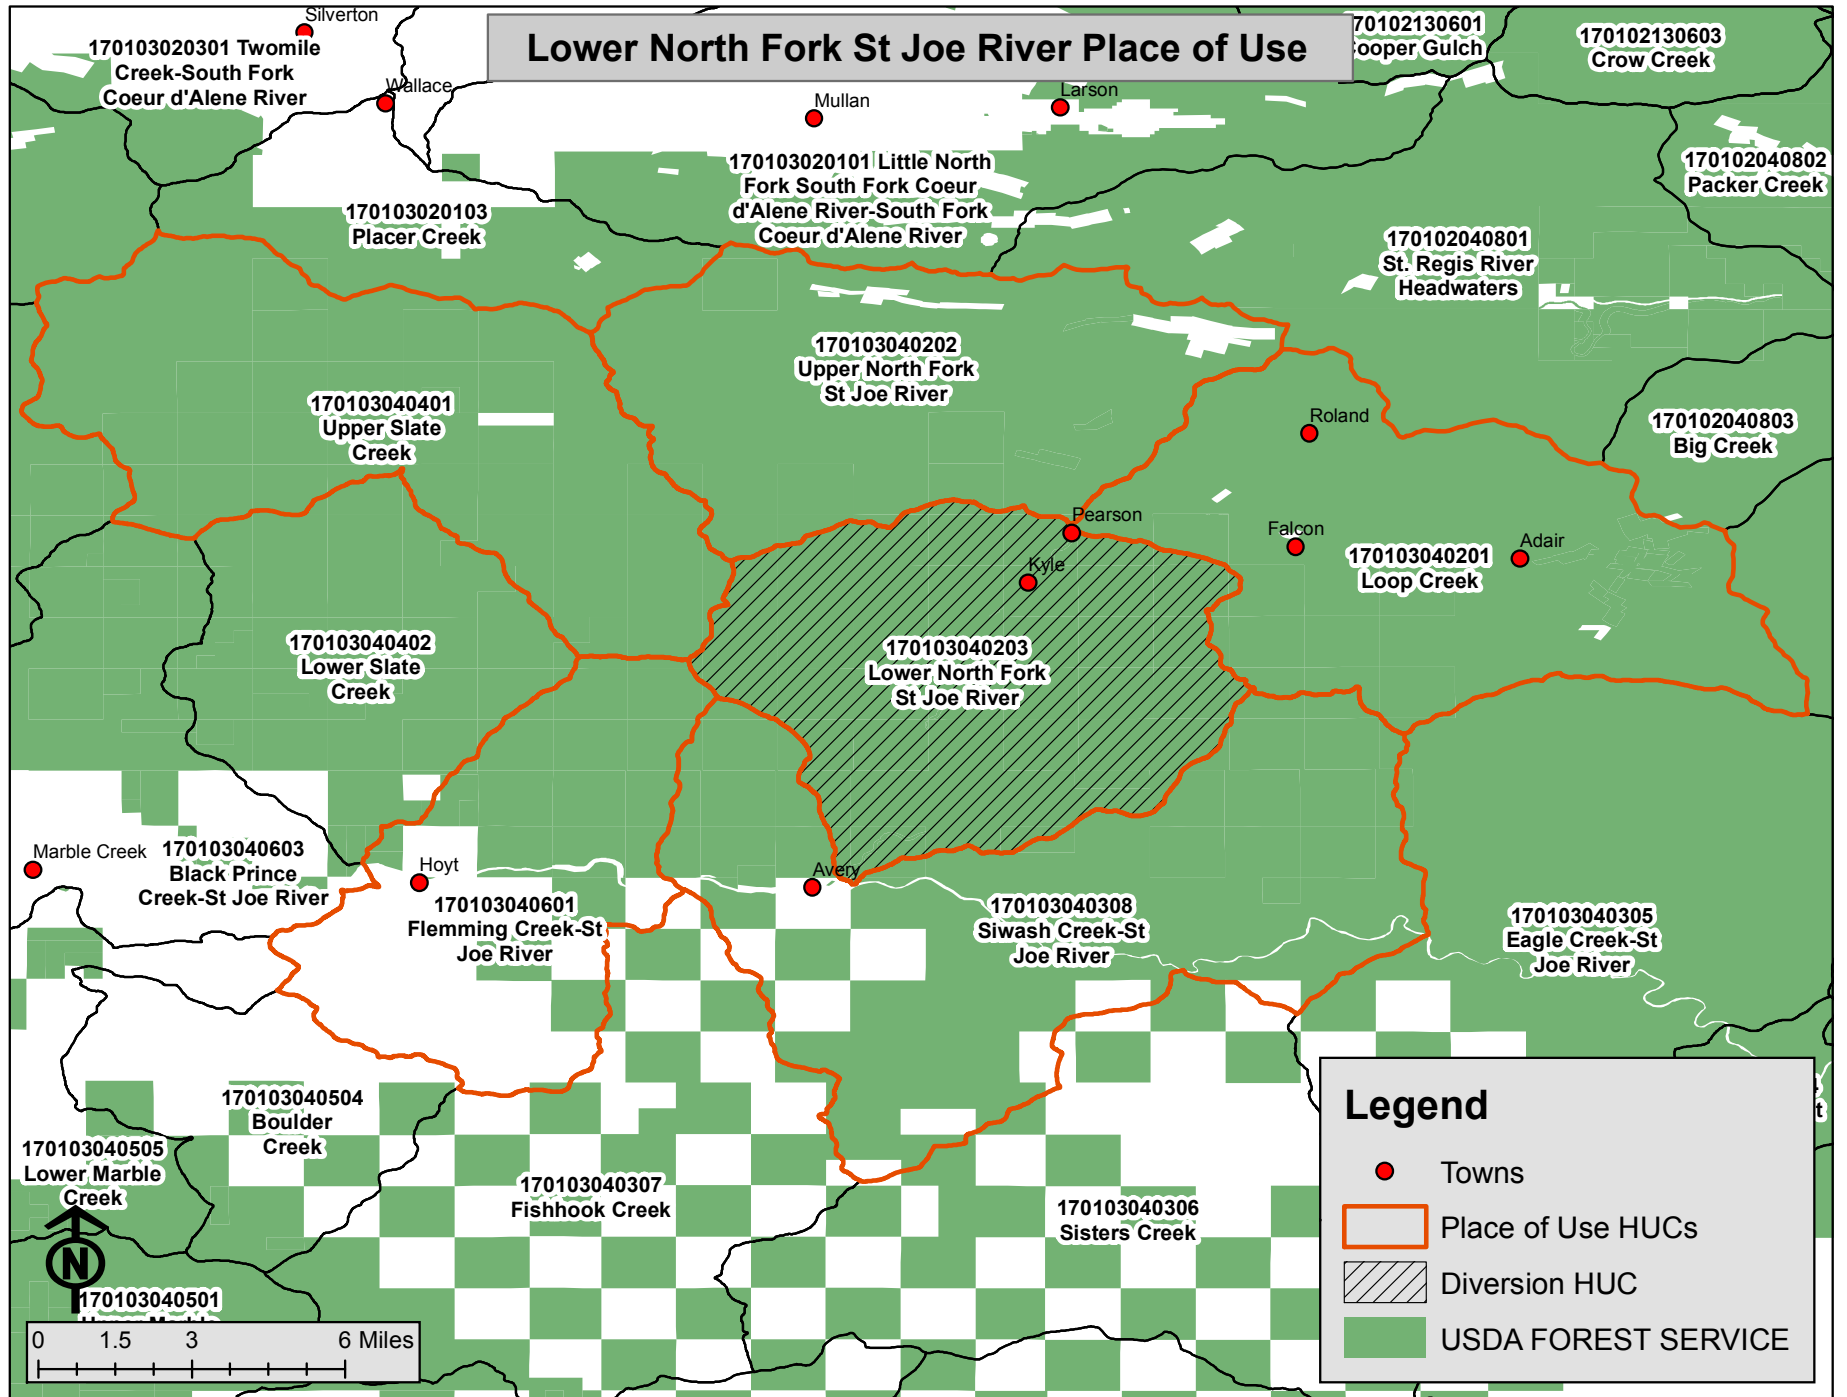 Lower North Fork St Joe River Place of Use
Silverton
170103020301 Twomile
Creek-South Fork
Coeur d'Alene River
Wallace
Mullan
Larson
70102130601
ooper Gulch
170102130603
Crow Creek
170102040802
Packer Creek
170103020101 Little North
Fork South Fork Coeur
d'Alene River-South Fork
Coeur d'Alene River
170103020103
Placer Creek
170102040801
St. Regis River
Headwaters
170103040202
Upper North Fork
St Joe River
170103040401
Upper Slate
Creek
Roland
170102040803
Big Creek
Pearson
Kyle
Falcon
Adair
170103040201
Loop Creek
170103040402
Lower Slate
Creek
170103040203
Lower North Fork
St Joe River
Marble Creek
170103040603
Black Prince
Creek-St Joe River
Hoyt
Avery
170103040601
Flemming Creek-St
Joe River
170103040308
Siwash Creek-St
Joe River
170103040305
Eagle Creek-St
Joe River
170103040504
Boulder
Creek
170103040505
Lower Marble
Creek
170103040307
Fishhook Creek
170103040306
Sisters Creek
N
170103040501
Upper Marble
0 1.5 3 6 Miles
Legend
Towns
Place of Use HUCs
Diversion HUC
USDA FOREST SERVICE